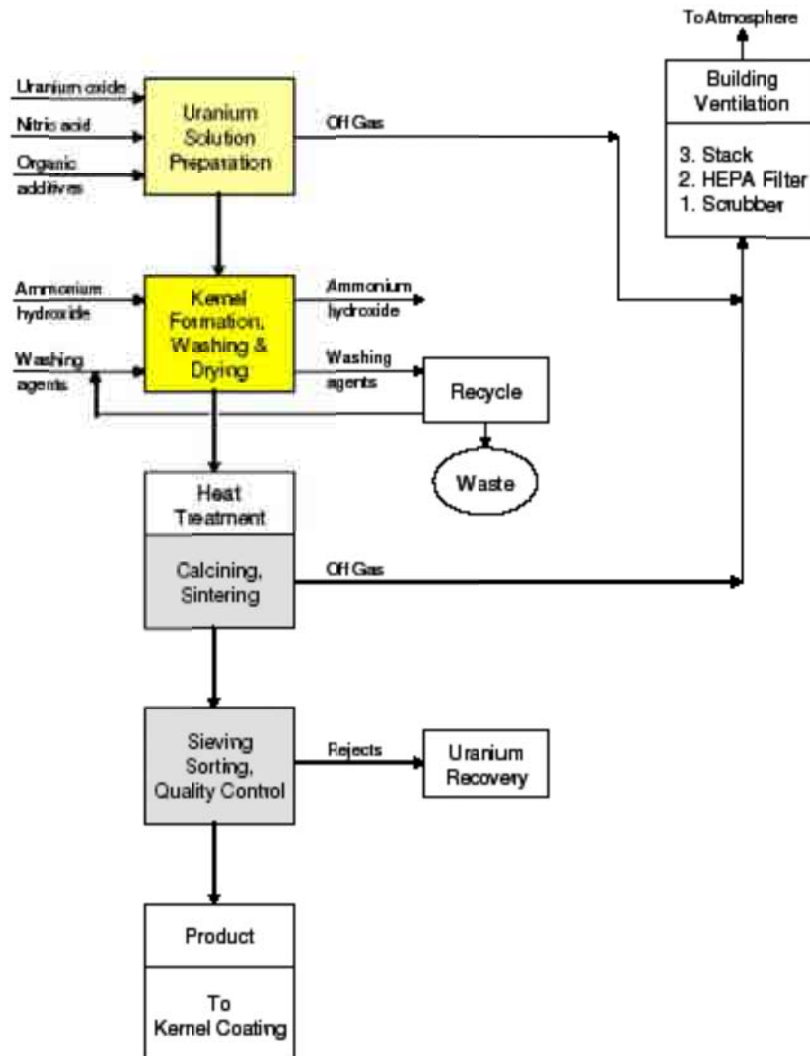 To Atmosphere
Building
Ventilation
3. Stack
2. HEPA Filter
1. Scrubber
Uranium oxide
Nitric acid
Organic
additives
Uranium
Solution
Preparation
Off Gas
Ammonium
hydroxide
Washing
agents
Kernel
Formation,
Washing &
Drying
Ammonium
hydroxide
Washing
agents
Recycle
Waste
Heat
Treatment
Calcining,
Sintering
Off Gas
Sieving
Sorting,
Quality Control
Rejects
Uranium
Recovery
Product
To
Kernel Coating